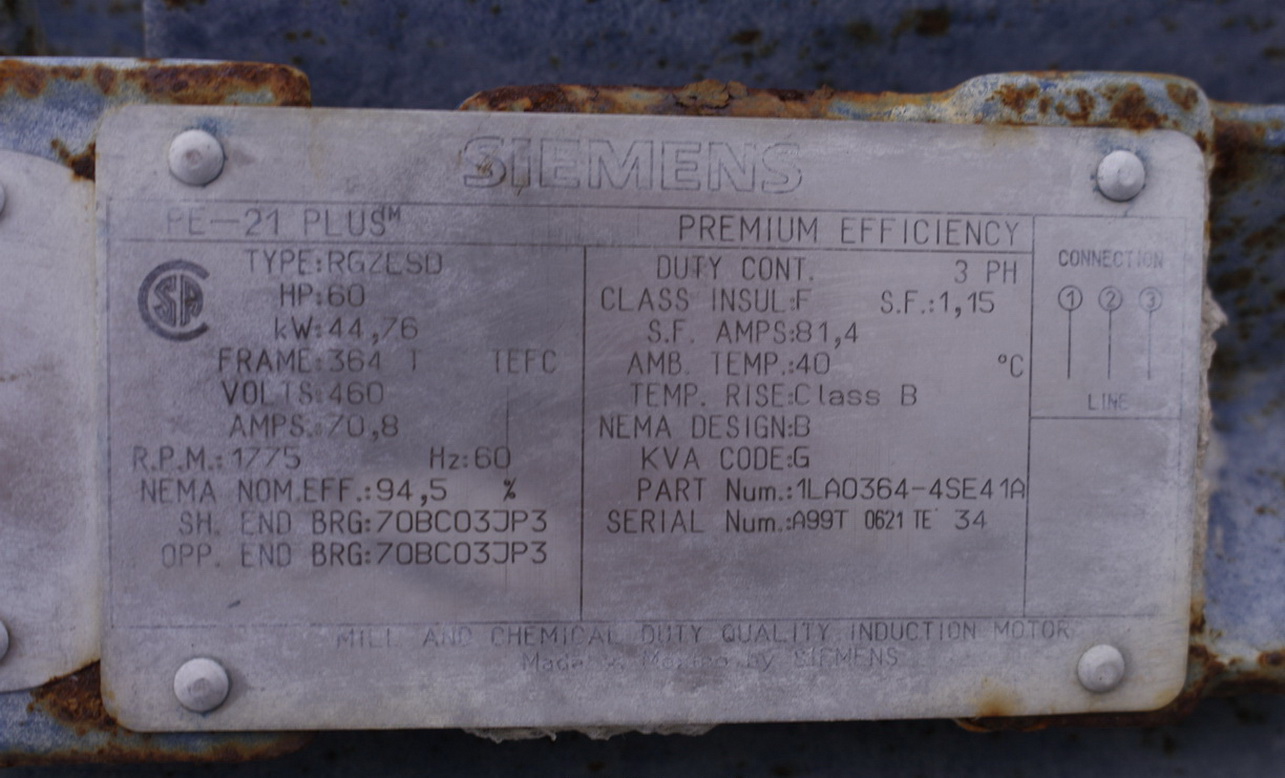 SIEMENS
PE-21 PLUS™ PREMIUM EFFICIENCY
TYPE:RGZESD
HP:60
kW:44,76
FRAME:364 T TEFC
VOLTS:460
AMPS.:70,8
R.P.M.:1775 Hz:60
NEMA NOM.EFF.:94,5 %
SH. END BRG:70BC03JP3
OPP. END BRG:70BC03JP3
DUTY CONT. 3 PH
CLASS INSUL:F S.F.:1,15
S.F. AMPS:81,4
AMB. TEMP.:40 °C
TEMP. RISE:Class B
NEMA DESIGN:B
KVA CODE:G
PART Num.:1LA0364-4SE41A
SERIAL Num.:A99T 0621 TE 34
CONNECTION
1 2 3
LINE
MILL AND CHEMICAL DUTY QUALITY INDUCTION MOTOR
Made in Mexico by SIEMENS